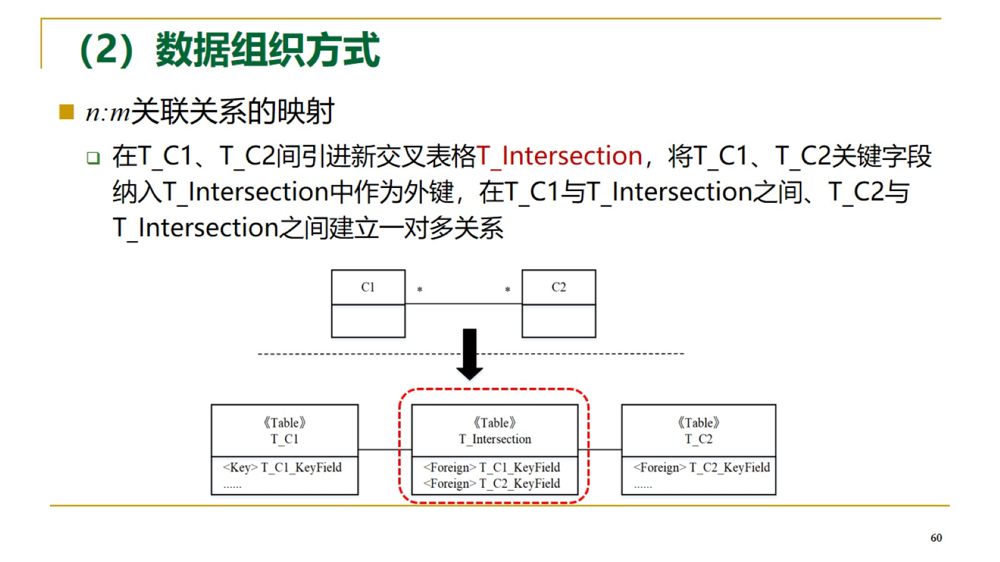 （2）数据组织方式
n:m关联关系的映射
在T_C1、T_C2间引进新交叉表格T_Intersection，将T_C1、T_C2关键字段
纳入T_Intersection中作为外键，在T_C1与T_Intersection之间、T_C2与
T_Intersection之间建立一对多关系
C1
*
*
C2
《Table》
T_C1
<Key> T_C1_KeyField
......
《Table》
T_Intersection
<Foreign> T_C1_KeyField
<Foreign> T_C2_KeyField
《Table》
T_C2
<Foreign> T_C2_KeyField
......
60